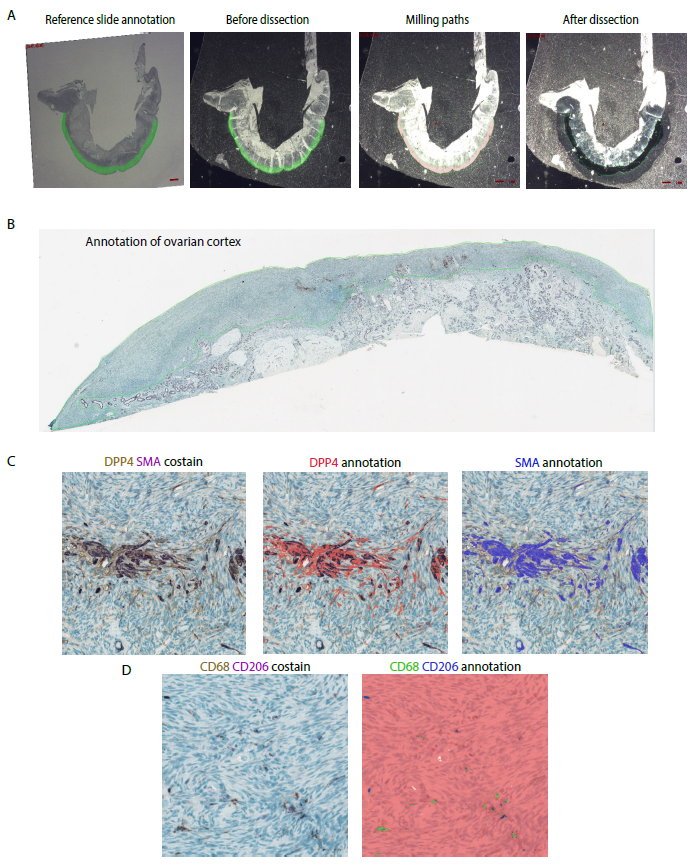 A
Reference slide annotation
Before dissection
Milling paths
After dissection
B
Annotation of ovarian cortex
C
DPP4 SMA costain
DPP4 annotation
SMA annotation
D
CD68 CD206 costain
CD68 CD206 annotation